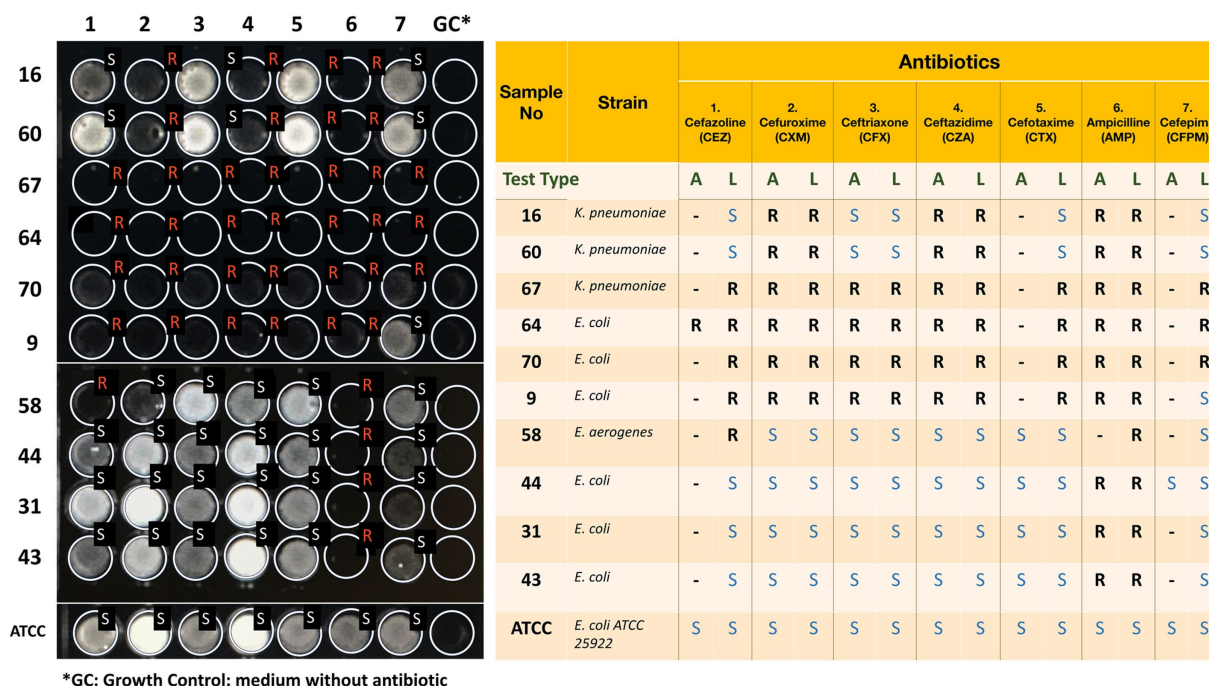 1 2 3 4 5 6 7 GC*
16 S R S R R R S
60 S R S R R R S
67 R R R R R R R
64 R R R R R R R
70 R R R R R R R
9 R R R R R R S
58 R S S S S R S
44 S S S S S R S
31 S S S S S R S
43 S S S S S R S
ATCC S S S S S S S
*GC: Growth Control: medium without antibiotic
Sample No Strain Antibiotics
1. Cefazoline (CEZ)
2. Cefuroxime (CXM)
3. Ceftriaxone (CFX)
4. Ceftazidime (CZA)
5. Cefotaxime (CTX)
6. Ampicilline (AMP)
7. Cefepim (CFPM)
Test Type A L A L A L A L A L A L A L
16 K. pneumoniae - S R R S S R R - S R R - S
60 K. pneumoniae - S R R S S R R - S R R - S
67 K. pneumoniae - R R R R R R R - R R R - R
64 E. coli R R R R R R R R - R R R - R
70 E. coli - R R R R R R R - R R R - R
9 E. coli - R R R R R R R - R R R - S
58 E. aerogenes - R S S S S S S S S - R - S
44 E. coli - S S S S S S S S S R R S S
31 E. coli - S S S S S S S S S R R - S
43 E. coli - S S S S S S S S S R R - S
ATCC E. coli ATCC 25922 S S S S S S S S S S S S S S